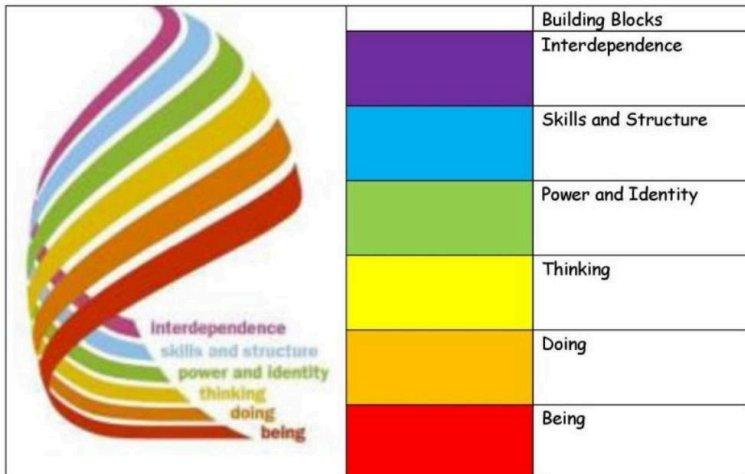 interdependence
skills and structure
power and identity
thinking
doing
being
Building Blocks
Interdependence
Skills and Structure
Power and Identity
Thinking
Doing
Being